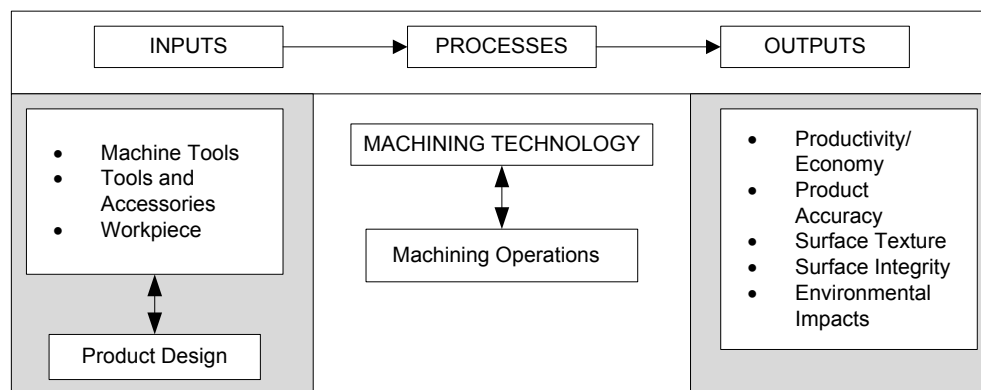 INPUTS
PROCESSES
OUTPUTS
• Machine Tools
• Tools and
Accessories
• Workpiece
Product Design
MACHINING TECHNOLOGY
Machining Operations
• Productivity/
Economy
• Product
Accuracy
• Surface Texture
• Surface Integrity
• Environmental
Impacts